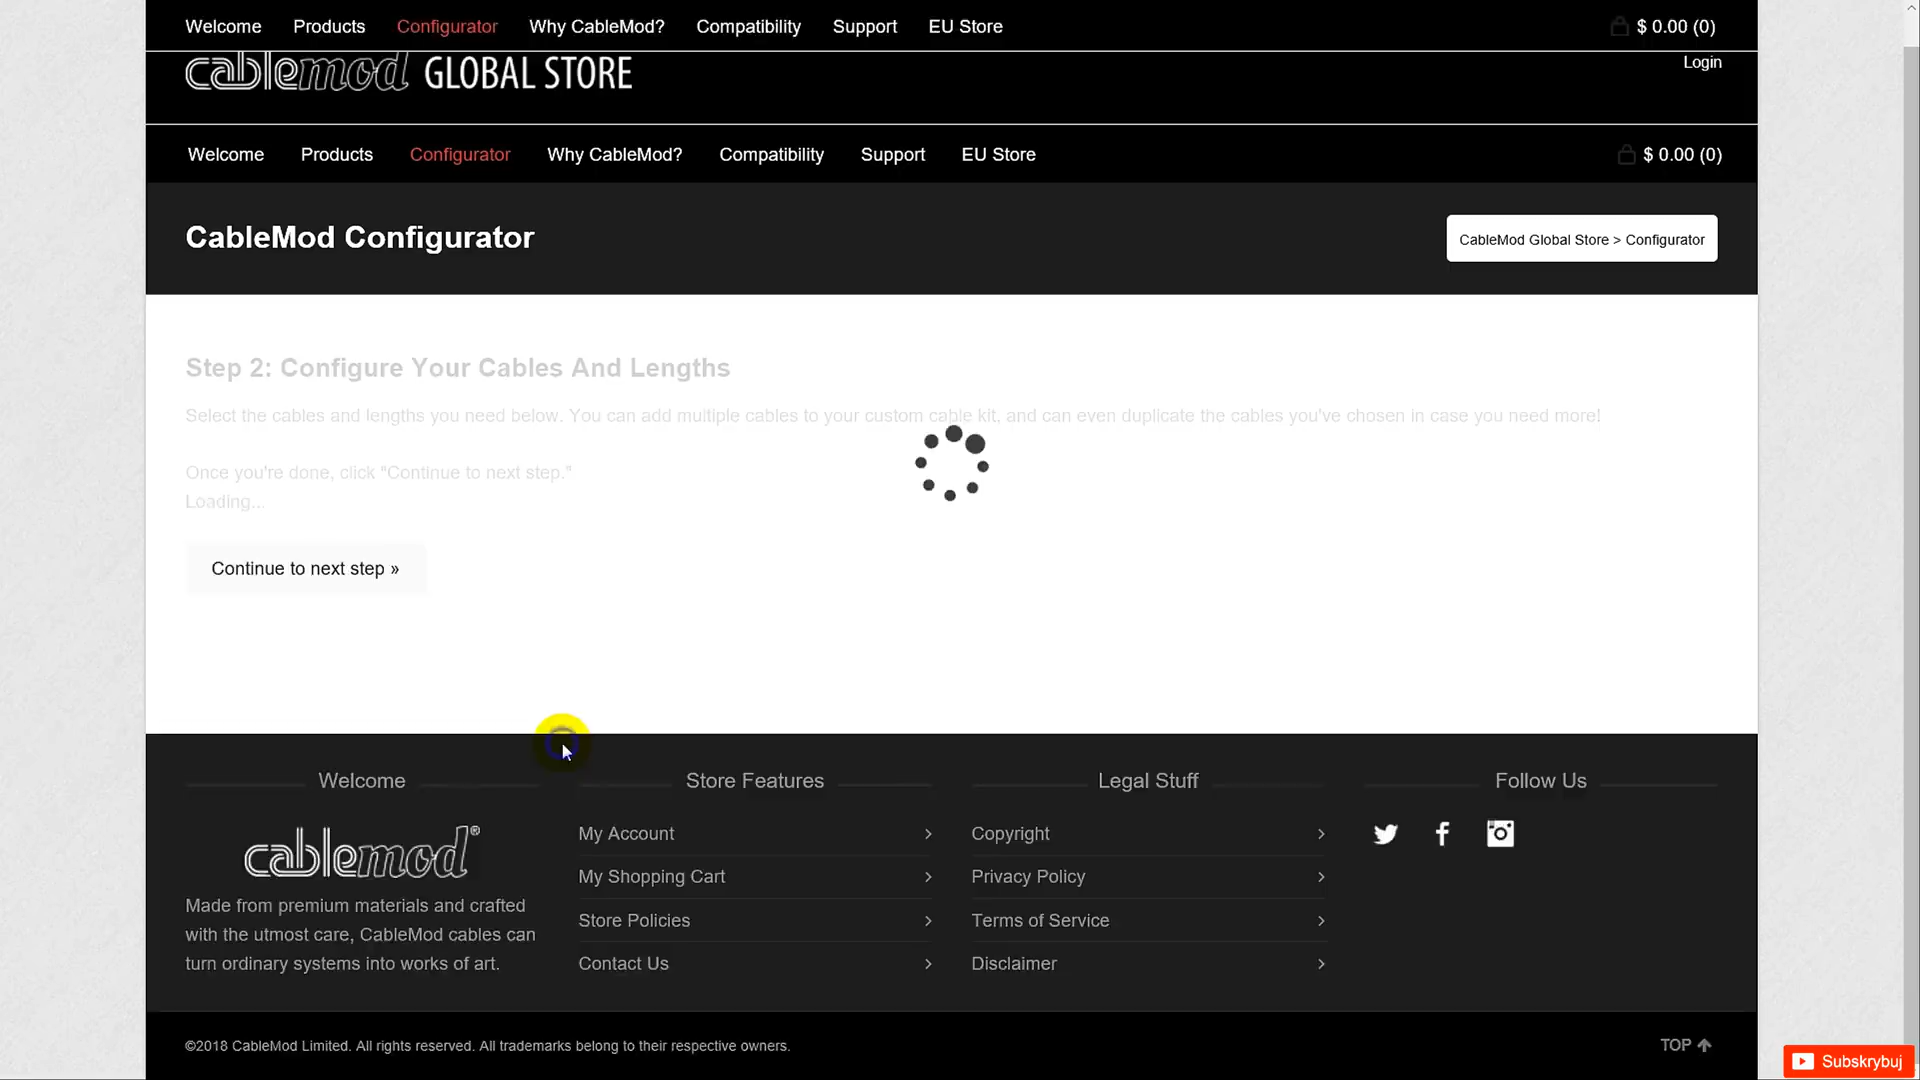 Welcome Products Configurator Why CableMod? Compatibility Support EU Store $ 0.00 (0)
cablemod GLOBAL STORE
Login
Welcome Products Configurator Why CableMod? Compatibility Support EU Store $ 0.00 (0)
CableMod Configurator
CableMod Global Store > Configurator
Step 2: Configure Your Cables And Lengths
Select the cables and lengths you need below. You can add multiple cables to your custom cable kit, and can even duplicate the cables you've chosen in case you need more!
Once you're done, click "Continue to next step."
Loading...
Continue to next step »
Welcome
cablemod®
Made from premium materials and crafted
with the utmost care, CableMod cables can
turn ordinary systems into works of art.
Store Features
My Account
My Shopping Cart
Store Policies
Contact Us
Legal Stuff
Copyright
Privacy Policy
Terms of Service
Disclaimer
Follow Us
©2018 CableMod Limited. All rights reserved. All trademarks belong to their respective owners.
TOP
Subskrybuj